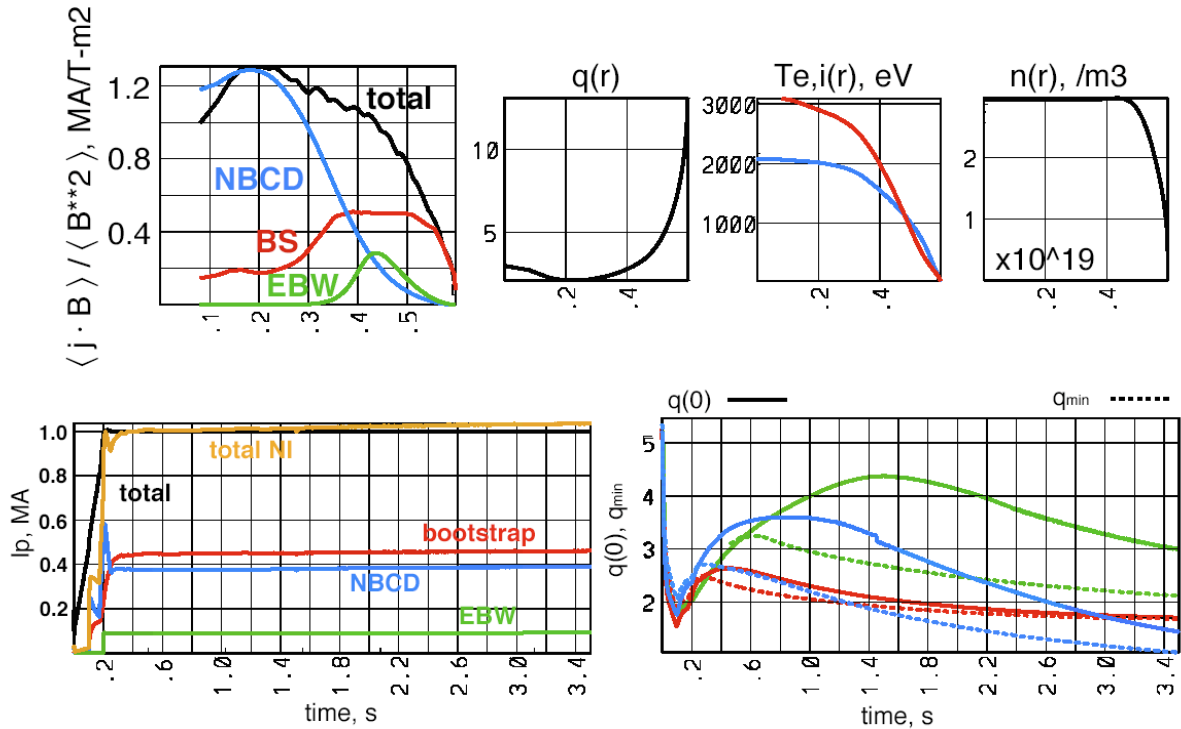 ⟨ j · B ⟩ / ⟨ B**2 ⟩, MA/T-m2
1.2
0.8
0.4
total
NBCD
BS
EBW
.1
.2
.3
.4
.5
q(r)
10
5
.2
.4
Te,i(r), eV
3000
2000
1000
.2
.4
n(r), /m3
2
1
x10^19
.2
.4
Ip, MA
1.0
0.8
0.6
0.4
0.2
total NI
total
bootstrap
NBCD
EBW
.2
.6
1.0
1.4
1.8
2.2
2.6
3.0
3.4
time, s
q(0)
qmin
q(0), qmin
5
4
3
2
.2
.6
1.0
1.4
1.8
2.2
2.6
3.0
3.4
time, s